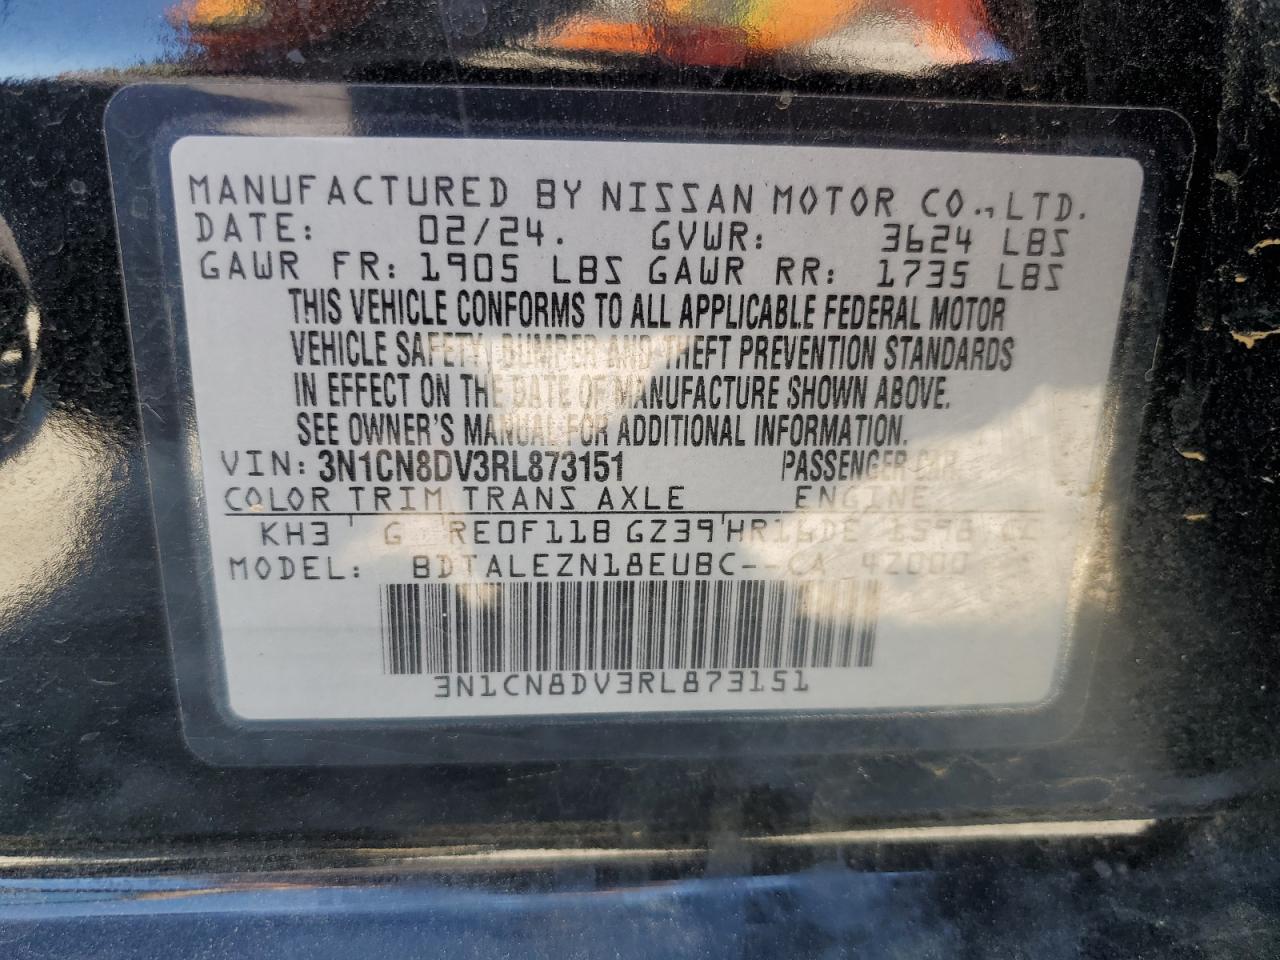 MANUFACTURED BY NISSAN MOTOR CO., LTD.
DATE: 02/24. GVWR: 3624 LBS
GAWR FR: 1905 LBS GAWR RR: 1735 LBS
THIS VEHICLE CONFORMS TO ALL APPLICABLE FEDERAL MOTOR
VEHICLE SAFETY, BUMPER AND THEFT PREVENTION STANDARDS
IN EFFECT ON THE DATE OF MANUFACTURE SHOWN ABOVE.
SEE OWNER'S MANUAL FOR ADDITIONAL INFORMATION.
VIN: 3N1CN8DV3RL873151 PASSENGER CAR
COLOR TRIM TRANS AXLE ENGINE
KH3 G RE0F11B GZ39 HR16DE 1598 CC
MODEL: BDTALEZN18EUBC--CA 42000
3N1CN8DV3RL873151